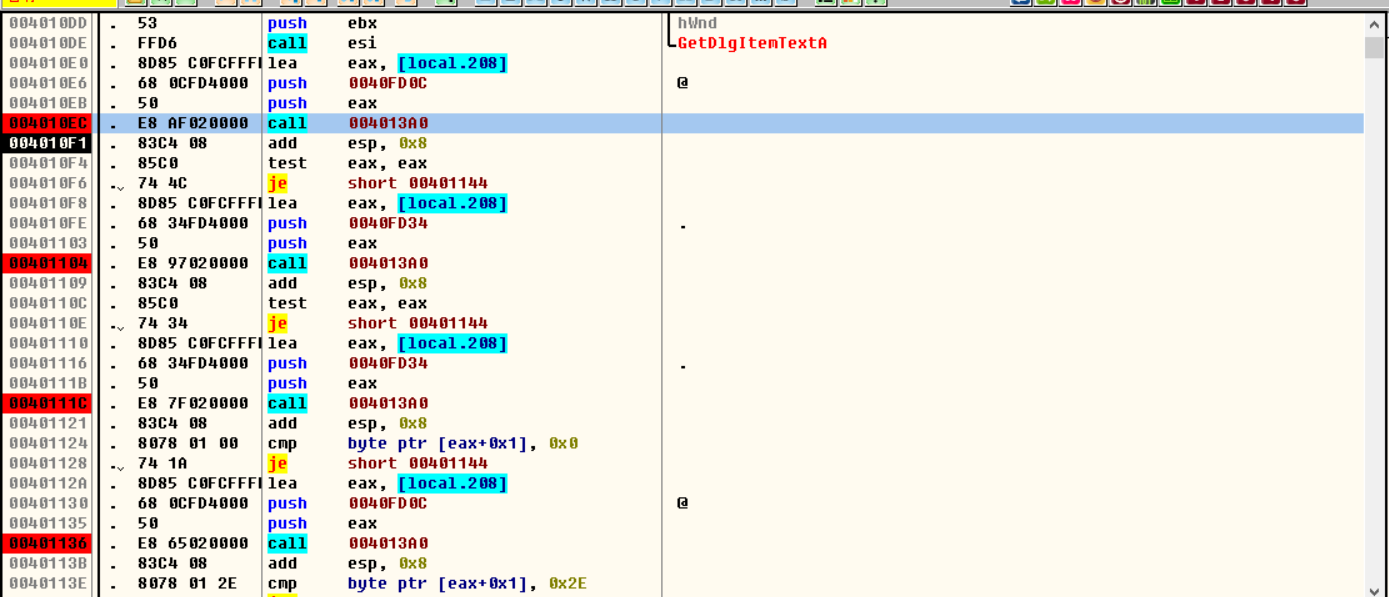 004010DD . 53 push ebx hWnd
004010DE . FFD6 call esi GetDlgItemTextA
004010E0 . 8D85 C0FCFFF lea eax, [local.208]
004010E6 . 68 0CFD4000 push 0040FD0C @
004010EB . 50 push eax
004010EC . E8 AF020000 call 004013A0
004010F1 . 83C4 08 add esp, 0x8
004010F4 . 85C0 test eax, eax
004010F6 .⌄ 74 4C je short 00401144
004010F8 . 8D85 C0FCFFF lea eax, [local.208]
004010FE . 68 34FD4000 push 0040FD34 .
00401103 . 50 push eax
00401104 . E8 97020000 call 004013A0
00401109 . 83C4 08 add esp, 0x8
0040110C . 85C0 test eax, eax
0040110E .⌄ 74 34 je short 00401144
00401110 . 8D85 C0FCFFF lea eax, [local.208]
00401116 . 68 34FD4000 push 0040FD34 .
0040111B . 50 push eax
0040111C . E8 7F020000 call 004013A0
00401121 . 83C4 08 add esp, 0x8
00401124 . 8078 01 00 cmp byte ptr [eax+0x1], 0x0
00401128 .⌄ 74 1A je short 00401144
0040112A . 8D85 C0FCFFF lea eax, [local.208]
00401130 . 68 0CFD4000 push 0040FD0C @
00401135 . 50 push eax
00401136 . E8 65020000 call 004013A0
0040113B . 83C4 08 add esp, 0x8
0040113E . 8078 01 2E cmp byte ptr [eax+0x1], 0x2E